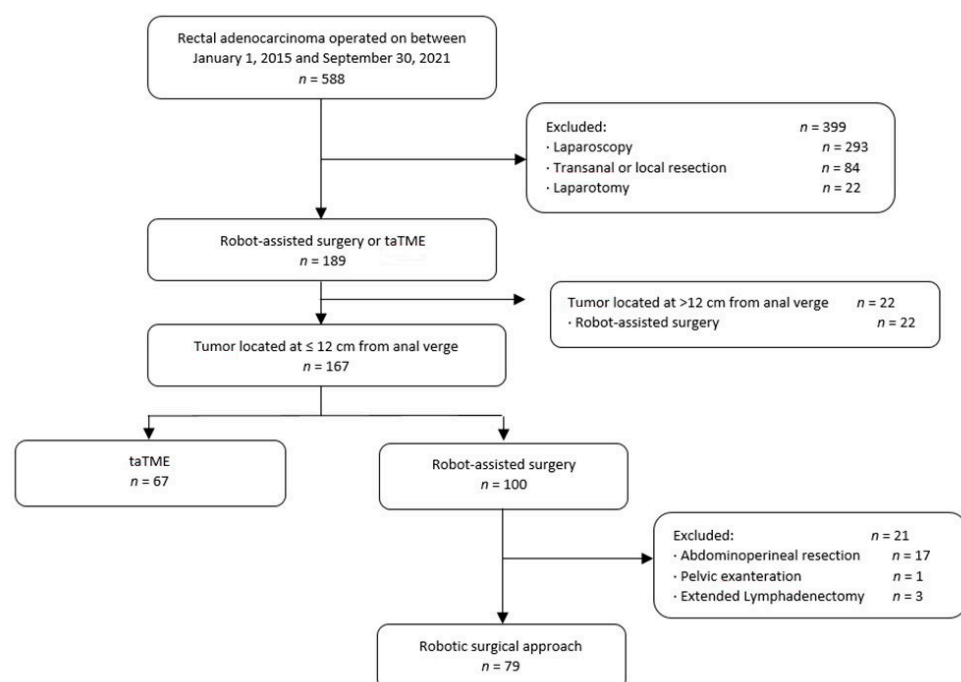 Rectal adenocarcinoma operated on between
January 1, 2015 and September 30, 2021
n = 588
Excluded: n = 399
· Laparoscopy n = 293
· Transanal or local resection n = 84
· Laparotomy n = 22
Robot-assisted surgery or taTME
n = 189
Tumor located at >12 cm from anal verge n = 22
· Robot-assisted surgery n = 22
Tumor located at ≤ 12 cm from anal verge
n = 167
taTME
n = 67
Robot-assisted surgery
n = 100
Excluded: n = 21
· Abdominoperineal resection n = 17
· Pelvic exanteration n = 1
· Extended Lymphadenectomy n = 3
Robotic surgical approach
n = 79